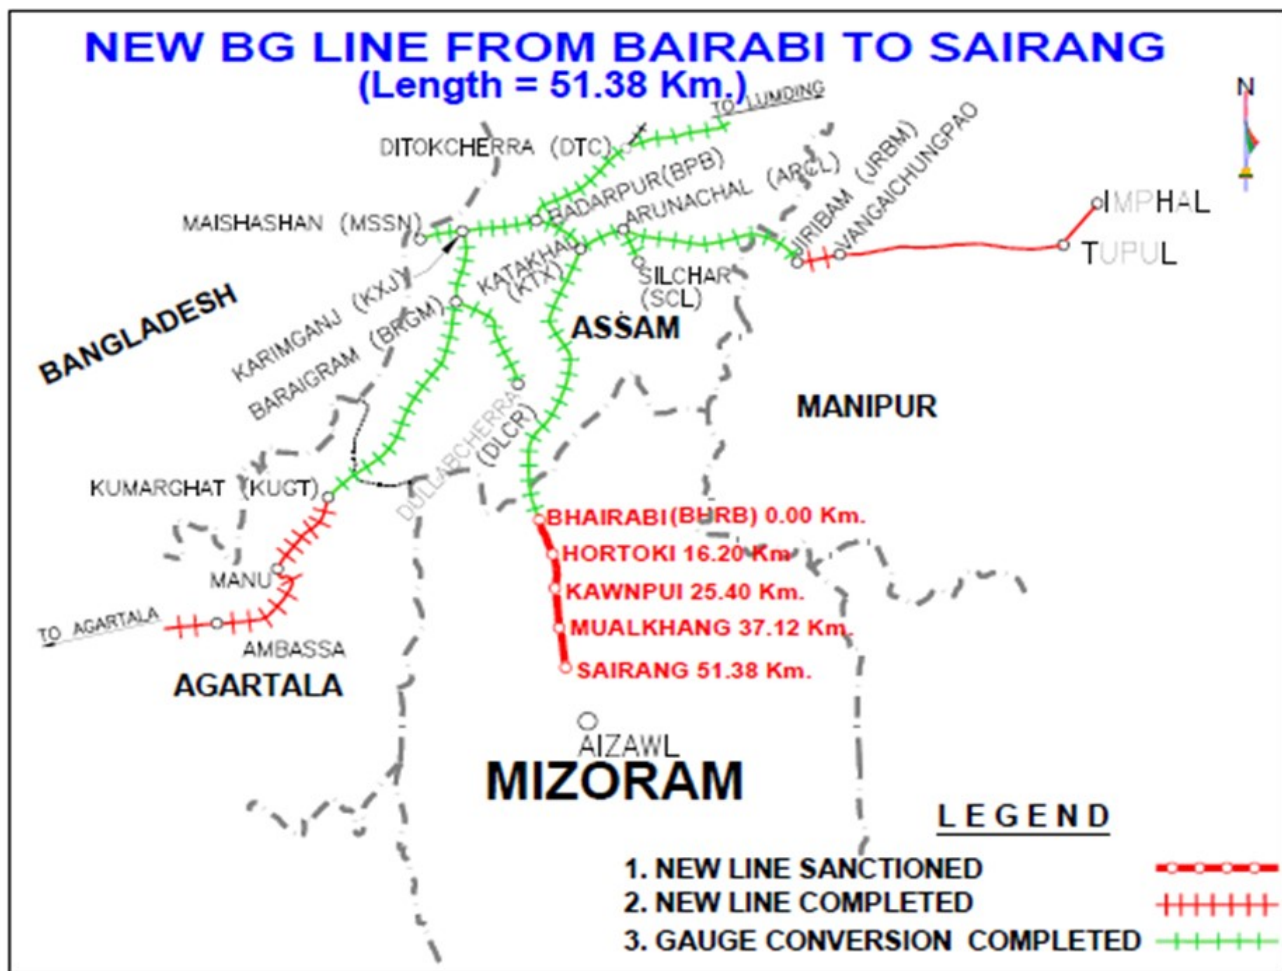 NEW BG LINE FROM BAIRABI TO SAIRANG
(Length = 51.38 Km.)
N
TO LUMDING
DITOKCHERRA (DTC)
BADARPUR(BPB)
ARUNACHAL (ARCL)
JIRIBAM (JRBM)
VANGAICHUNGPAO
IMPHAL
TUPUL
MAISHASHAN (MSSN)
KATAKHAL
(KTX)
SILCHAR
(SCL)
KARIMGANJ (KXJ)
BARAIGRAM (BRGM)
BANGLADESH
ASSAM
MANIPUR
DULLABCHERRA
(DLCR)
KUMARGHAT (KUGT)
BHAIRABI(BHRB) 0.00 Km.
HORTOKI 16.20 Km
KAWNPUI 25.40 Km.
MUALKHANG 37.12 Km.
SAIRANG 51.38 Km.
MANU
TO AGARTALA
AMBASSA
AGARTALA
AIZAWL
MIZORAM
LEGEND
1. NEW LINE SANCTIONED
2. NEW LINE COMPLETED
3. GAUGE CONVERSION COMPLETED